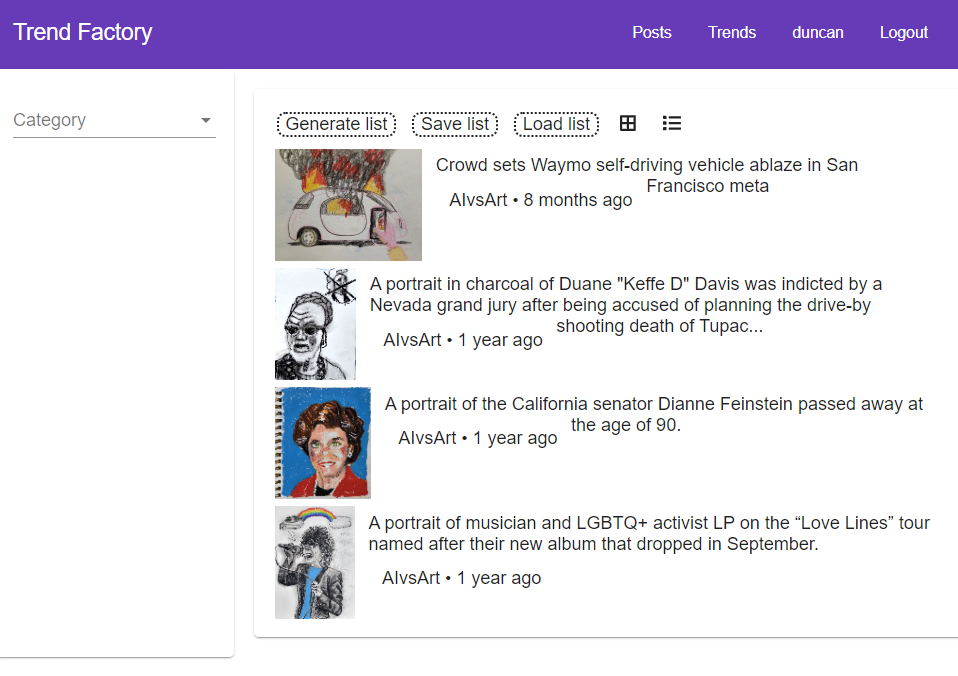 Trend Factory
Posts
Trends
duncan
Logout
Category
Generate list
Save list
Load list
Crowd sets Waymo self-driving vehicle ablaze in San
Francisco meta
AIvsArt • 8 months ago
A portrait in charcoal of Duane "Keffe D" Davis was indicted by a
Nevada grand jury after being accused of planning the drive-by
shooting death of Tupac...
AIvsArt • 1 year ago
A portrait of the California senator Dianne Feinstein passed away at
the age of 90.
AIvsArt • 1 year ago
A portrait of musician and LGBTQ+ activist LP on the “Love Lines” tour
named after their new album that dropped in September.
AIvsArt • 1 year ago